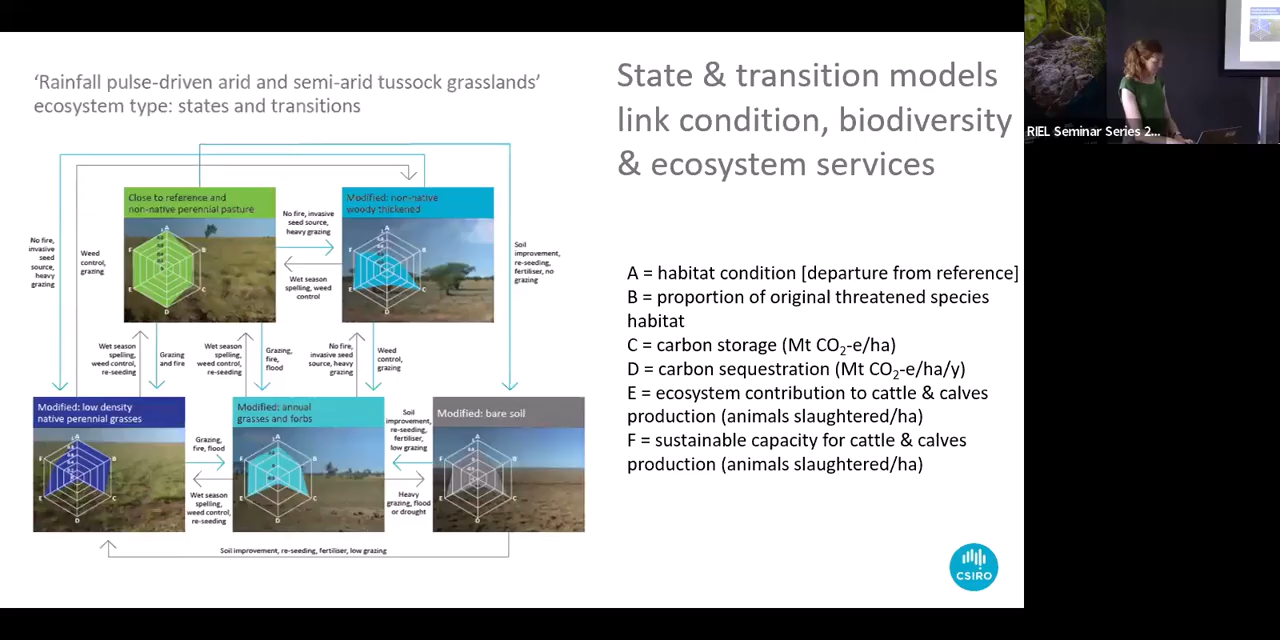 'Rainfall pulse-driven arid and semi-arid tussock grasslands'
ecosystem type: states and transitions
State & transition models
link condition, biodiversity
& ecosystem services
RIEL Seminar Series 2...
Close to reference and
non-native perennial pasture
Modified: non-native
woody thickened
No fire, invasive
seed source,
heavy grazing
Wet season
spelling, weed
control
No fire,
invasive
seed
source,
heavy
grazing
Weed
control,
grazing
Soil
improvement,
re-seeding,
fertiliser, no
grazing
Wet season
spelling,
weed control,
re-seeding
Grazing
and fire
Wet season
spelling,
weed control,
re-seeding
Grazing,
fire,
flood
No fire,
invasive seed
source, heavy
grazing
Weed
control,
grazing
Modified: low density
native perennial grasses
Modified: annual
grasses and forbs
Modified: bare soil
Grazing,
fire, flood
Wet season
spelling,
weed control,
re-seeding
Soil
improvement,
re-seeding,
fertiliser,
low grazing
Heavy
grazing, flood
or drought
Soil improvement, re-seeding, fertiliser, low grazing
A = habitat condition [departure from reference]
B = proportion of original threatened species
habitat
C = carbon storage (Mt CO₂-e/ha)
D = carbon sequestration (Mt CO₂-e/ha/y)
E = ecosystem contribution to cattle & calves
production (animals slaughtered/ha)
F = sustainable capacity for cattle & calves
production (animals slaughtered/ha)
CSIRO